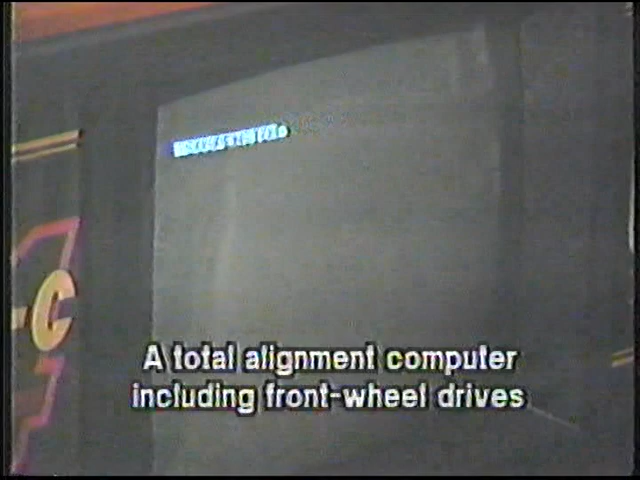 -C
A total alignment computer
including front-wheel drives